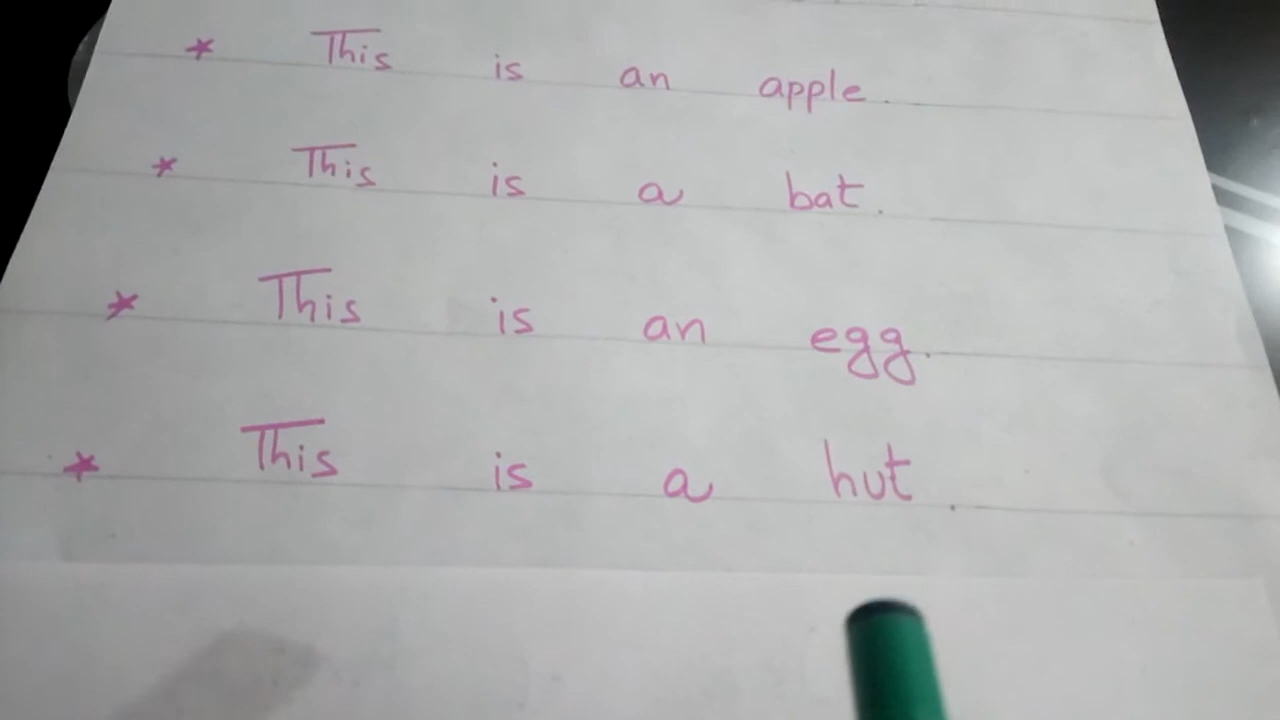 * This is an apple.
* This is a bat.
* This is an egg.
* This is a hut.